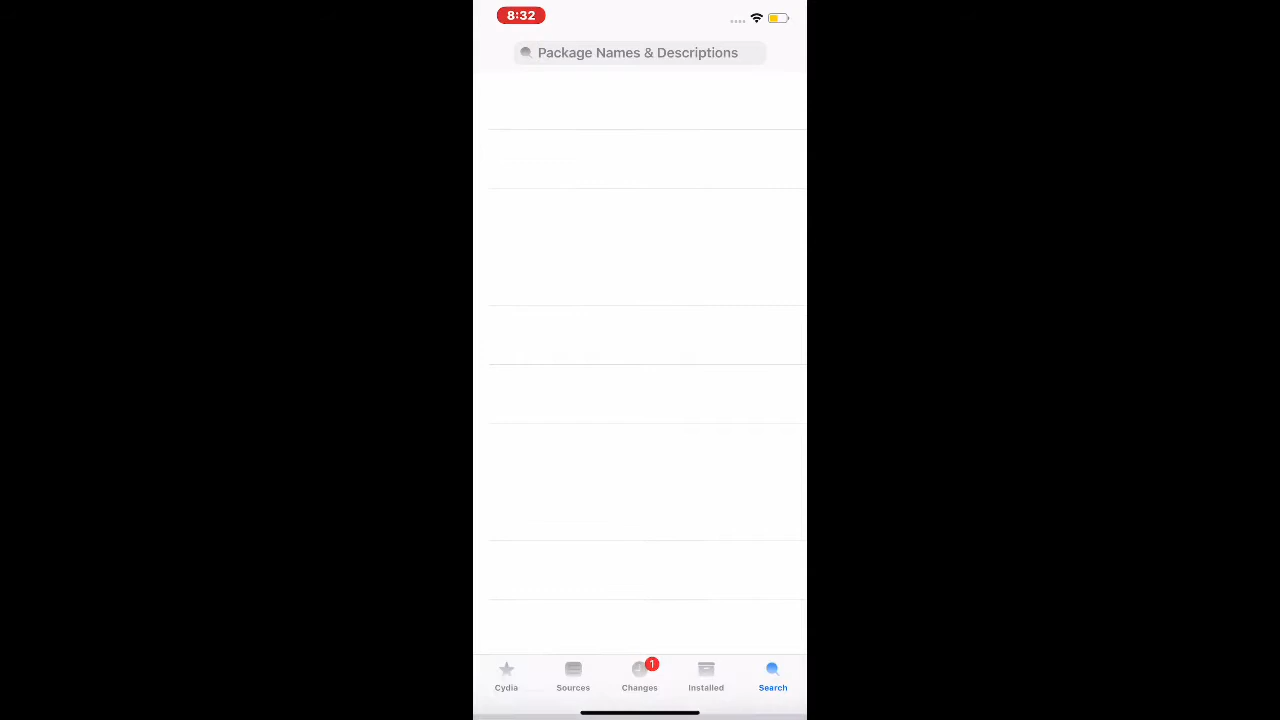 8:32
Package Names & Descriptions
1
Cydia
Sources
Changes
Installed
Search